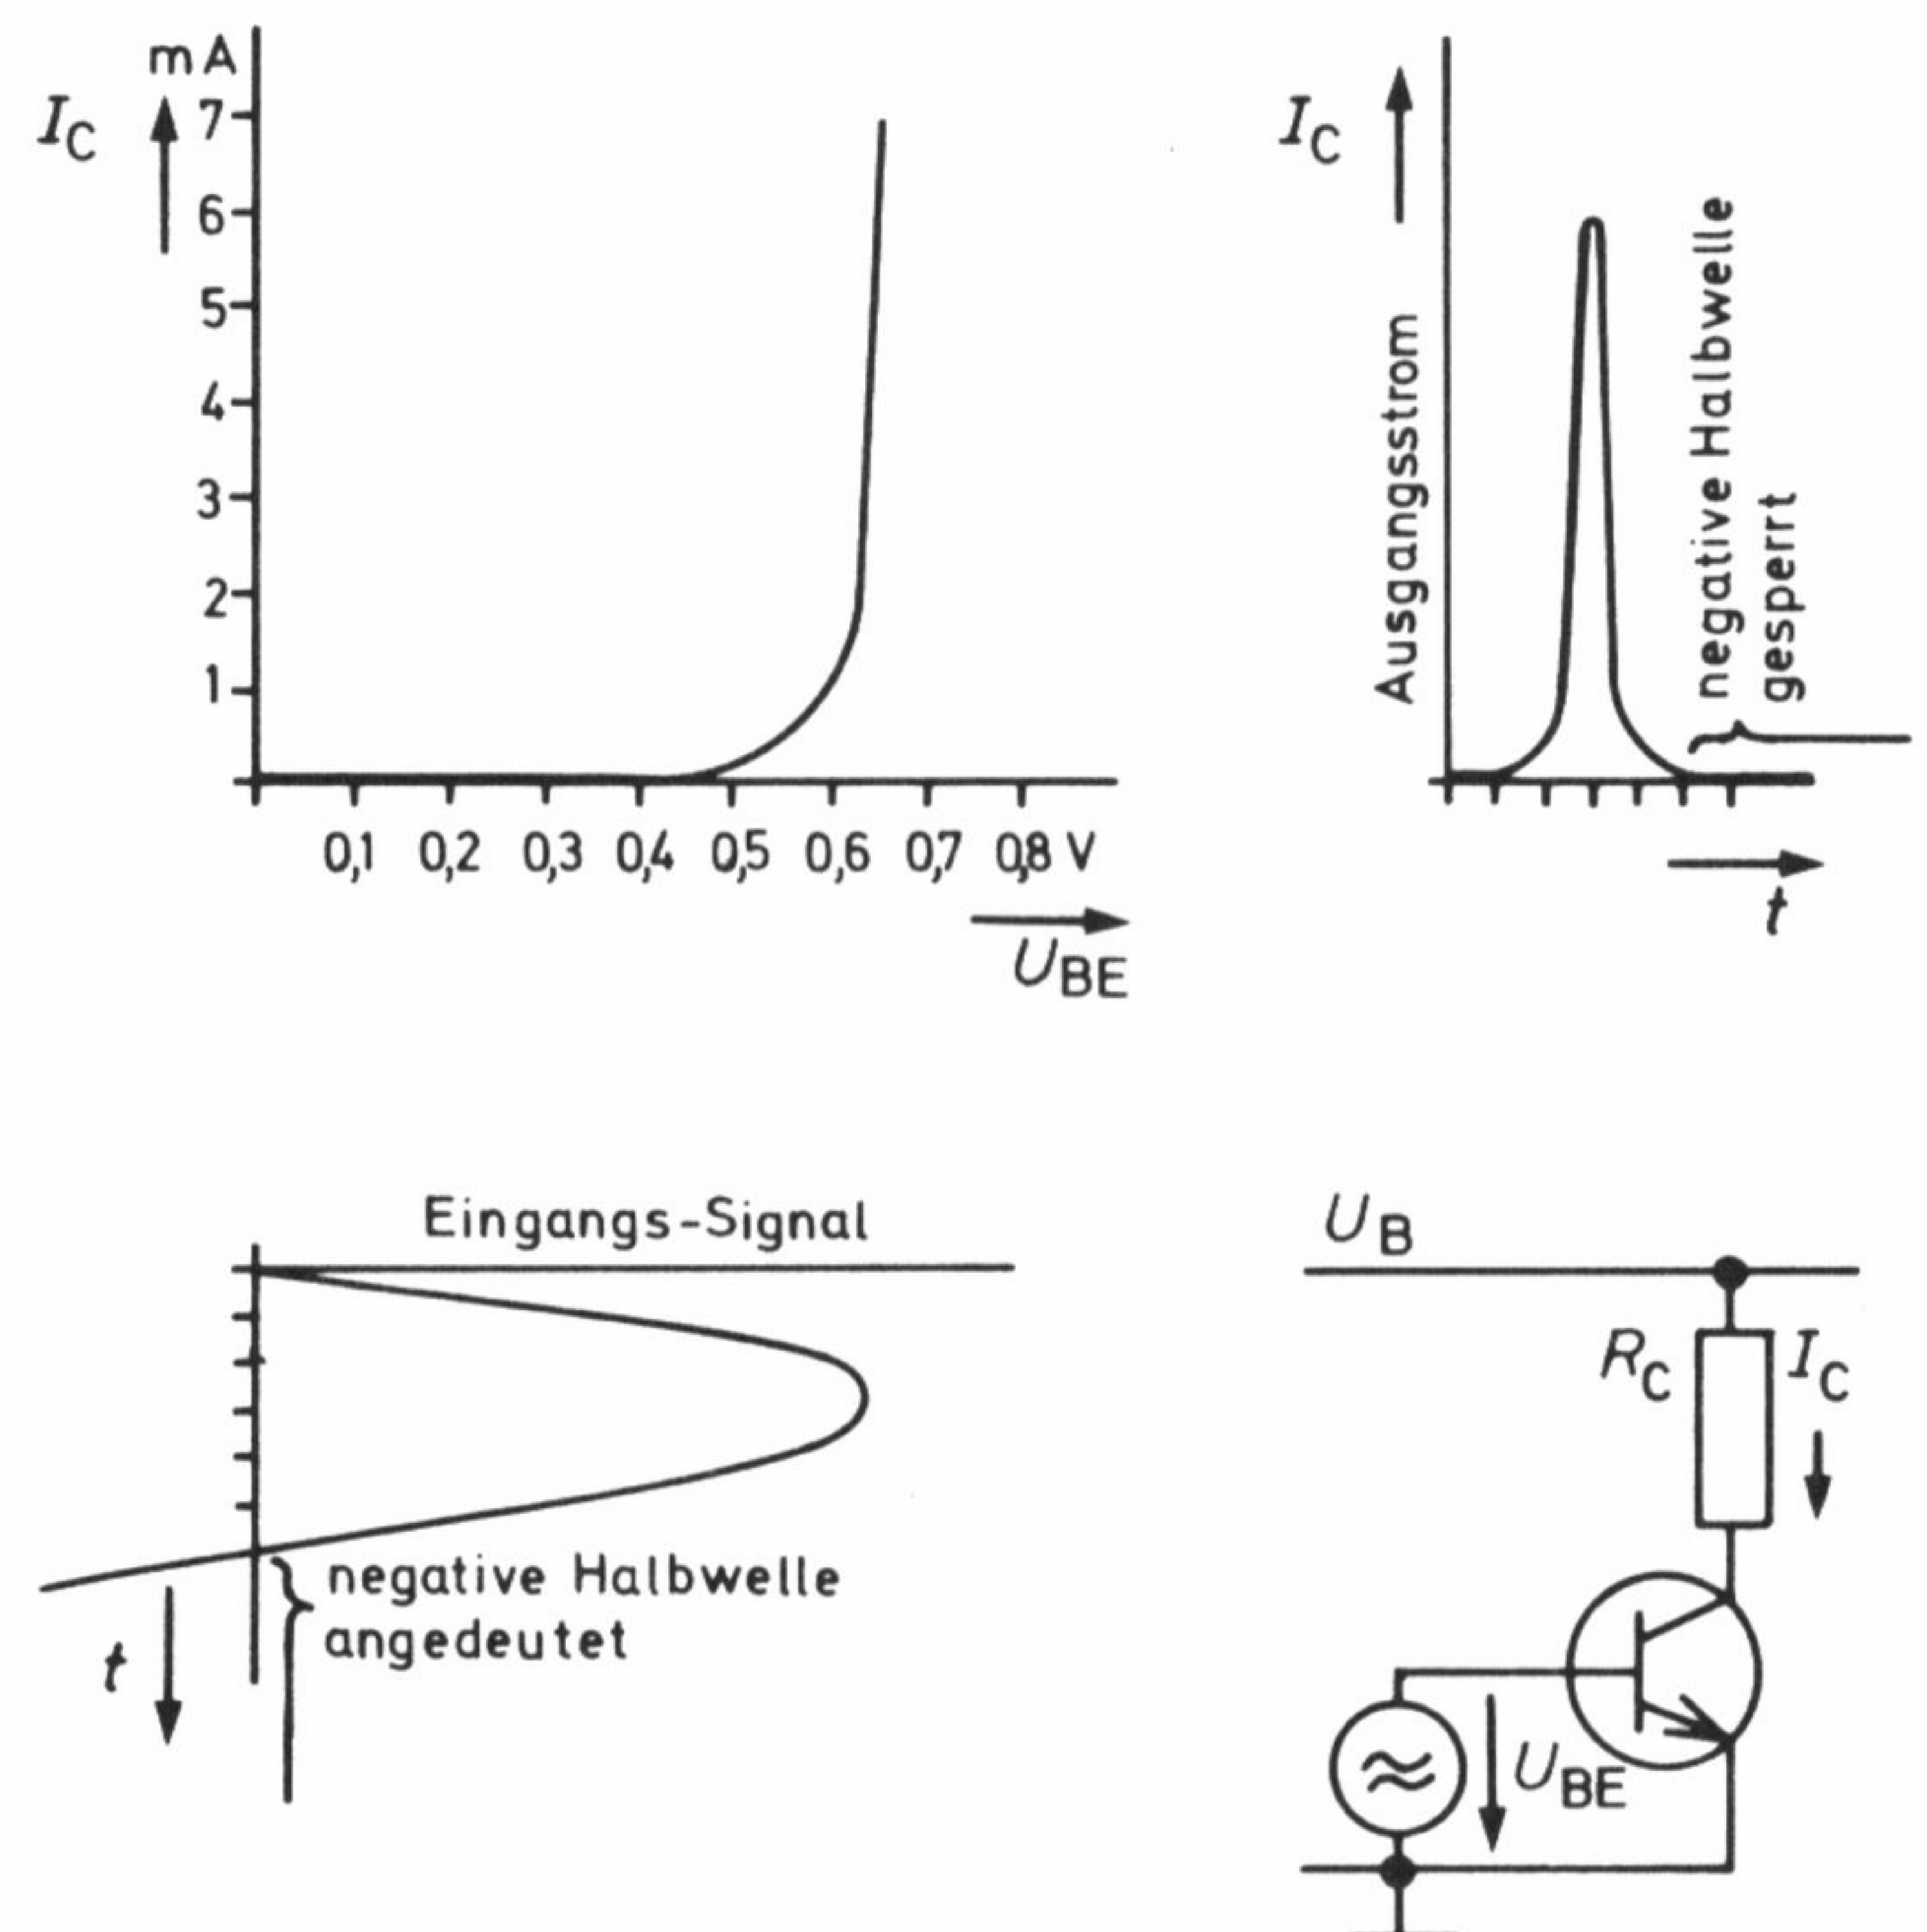 mA
I_C
7
6
5
4
3
2
1
0,1 0,2 0,3 0,4 0,5 0,6 0,7 0,8 V
U_BE
I_C
Ausgangsstrom
negative Halbwelle
gesperrt
t
Eingangs-Signal
negative Halbwelle
angedeutet
t
U_B
R_C I_C
U_BE